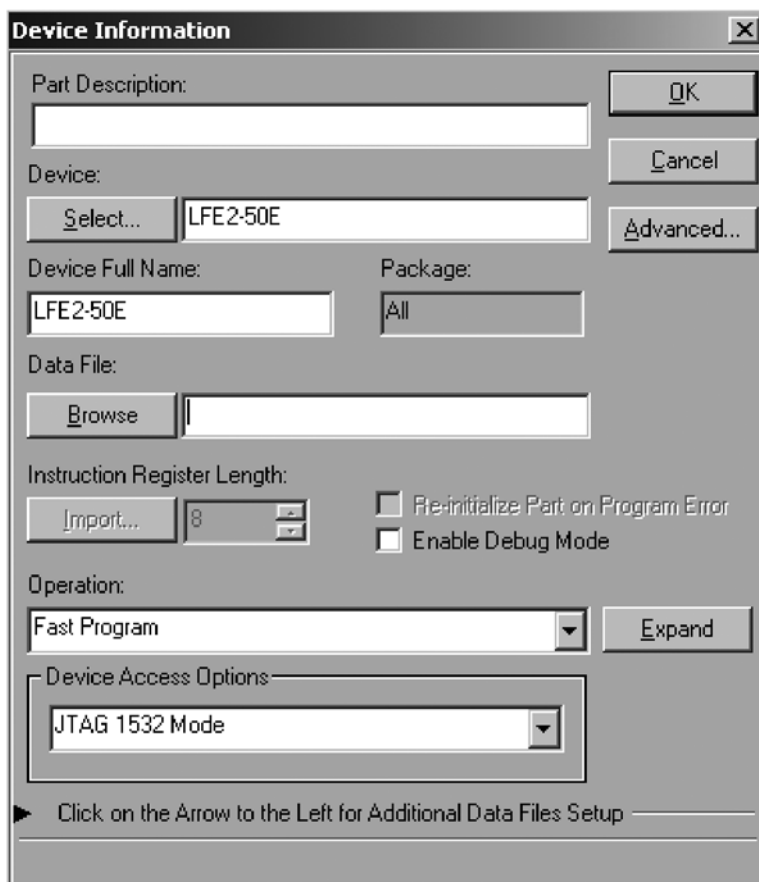 Device Information
Part Description:
OK
Device:
Cancel
Select...
LFE2-50E
Advanced...
Device Full Name:
Package:
LFE2-50E
All
Data File:
Browse
Instruction Register Length:
Import...
8
Re-initialize Part on Program Error
Enable Debug Mode
Operation:
Fast Program
Expand
Device Access Options
JTAG 1532 Mode
Click on the Arrow to the Left for Additional Data Files Setup